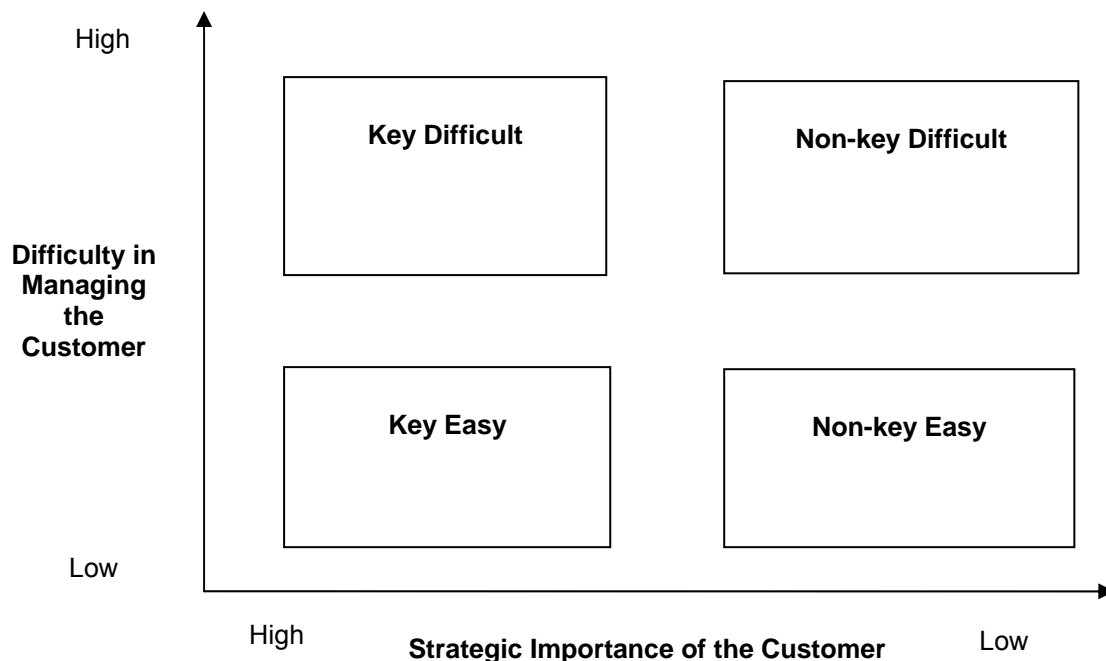 High
Key Difficult
Non-key Difficult
Difficulty in
Managing
the
Customer
Key Easy
Non-key Easy
Low
High
Strategic Importance of the Customer
Low